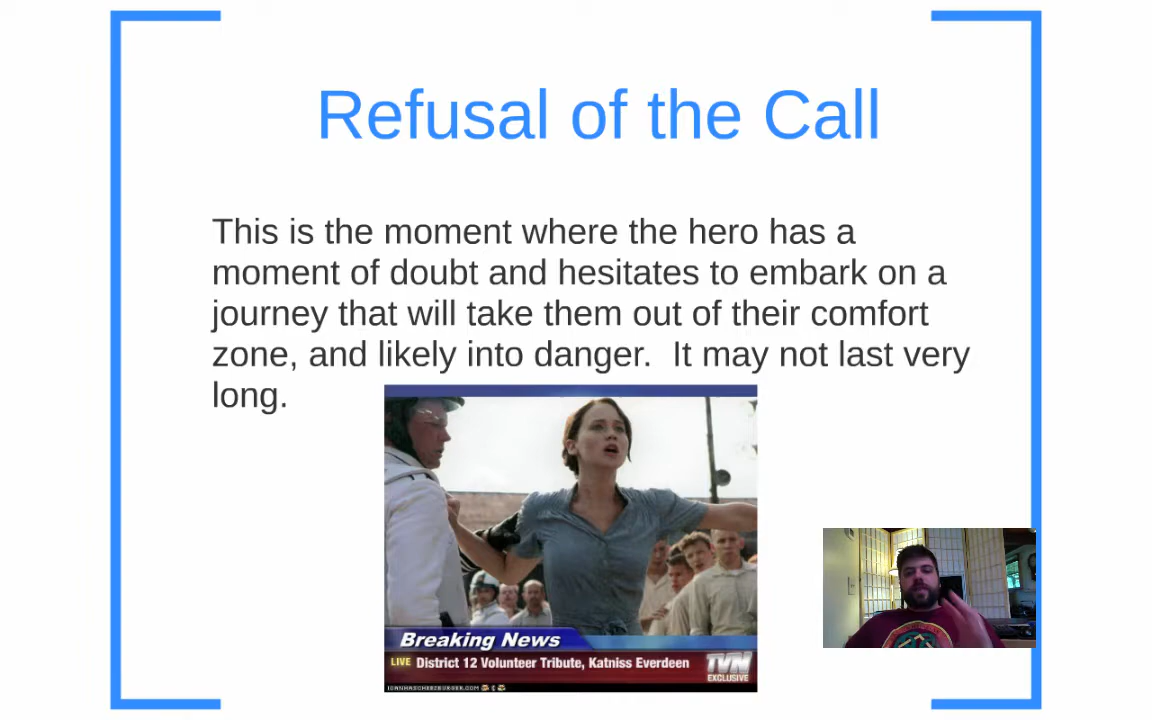 Refusal of the Call
This is the moment where the hero has a
moment of doubt and hesitates to embark on a
journey that will take them out of their comfort
zone, and likely into danger.  It may not last very
long.
Breaking News
LIVE District 12 Volunteer Tribute, Katniss Everdeen
TVN
EXCLUSIVE
ICANHASCHEEZBURGER.COM